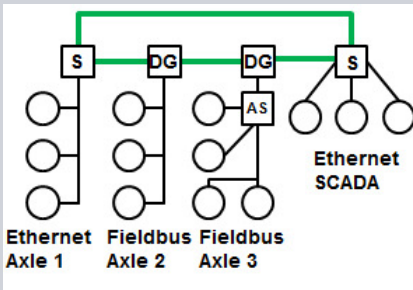 S DG DG S
AS
Ethernet
SCADA
Ethernet Fieldbus Fieldbus
Axle 1 Axle 2 Axle 3